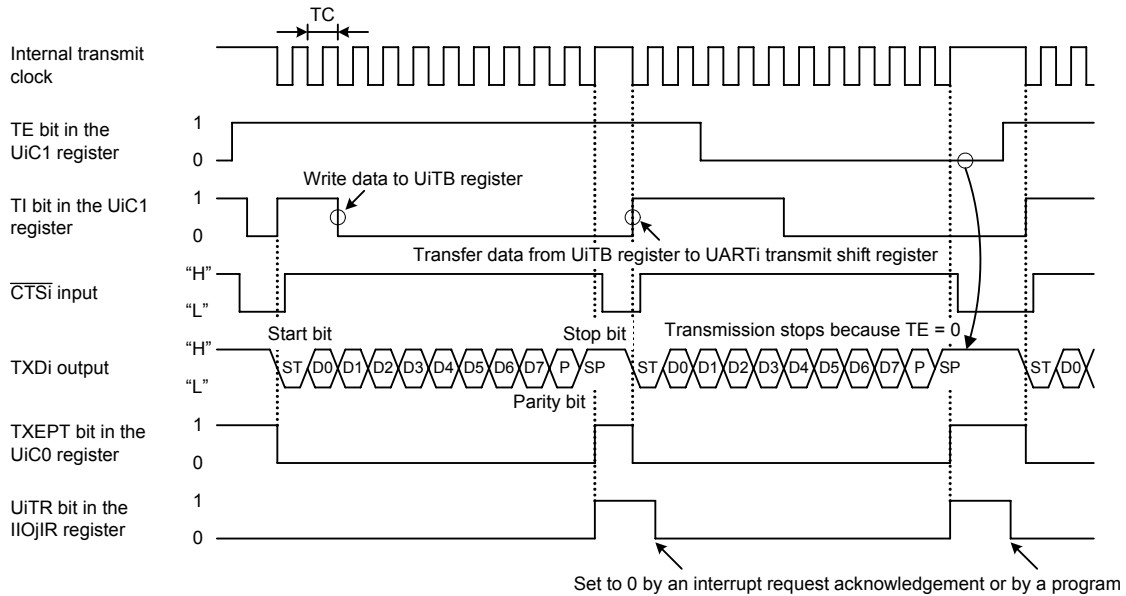 TC
Internal transmit
clock
TE bit in the
UiC1 register
1
0
Write data to UiTB register
TI bit in the UiC1
register
1
0
Transfer data from UiTB register to UARTi transmit shift register
CTSi input
“H”
“L”
Start bit
Stop bit
Transmission stops because TE = 0
TXDi output
“H”
“L”
ST D0 D1 D2 D3 D4 D5 D6 D7 P SP ST D0 D1 D2 D3 D4 D5 D6 D7 P SP ST D0
Parity bit
TXEPT bit in the
UiC0 register
1
0
UiTR bit in the
IIOjIR register
1
0
Set to 0 by an interrupt request acknowledgement or by a program